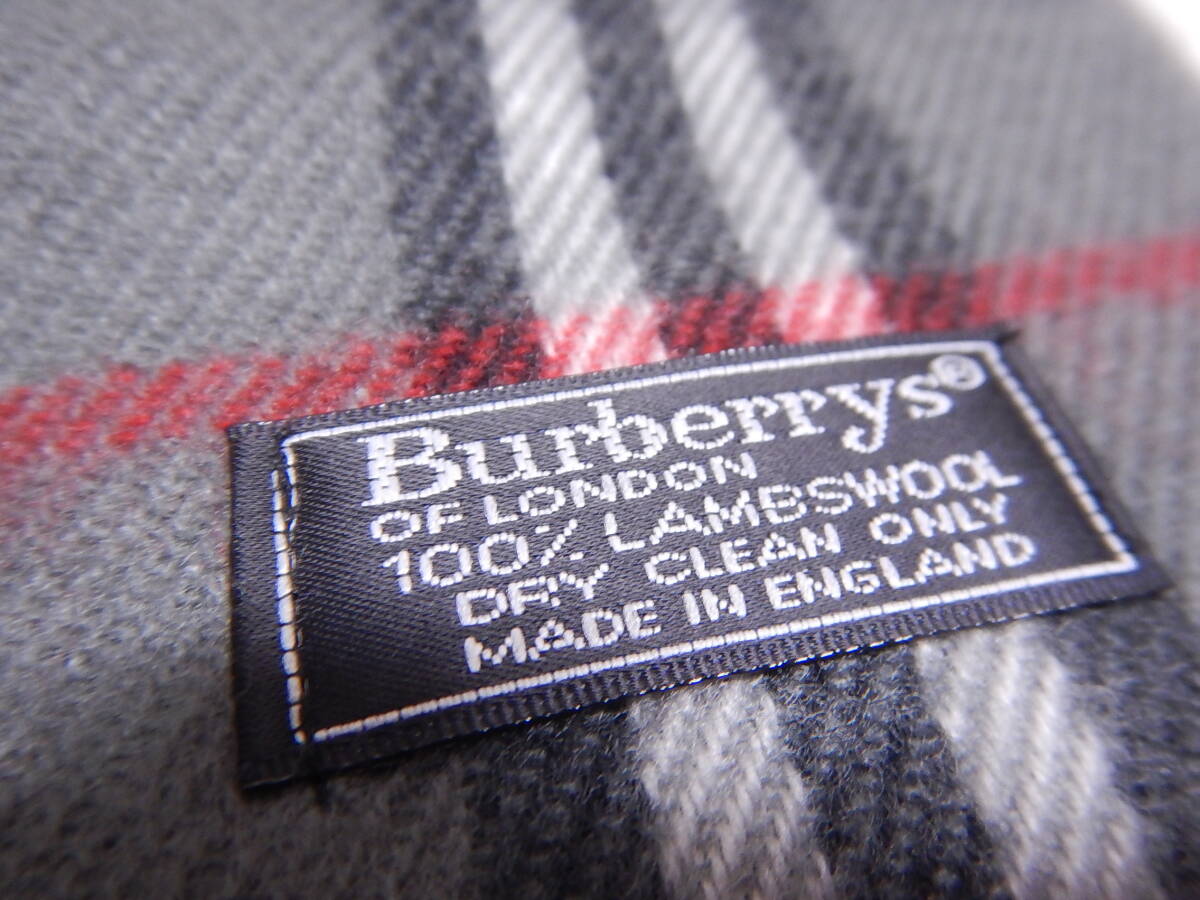 Burberrys®
OF LONDON
100% LAMBSWOOL
DRY CLEAN ONLY
MADE IN ENGLAND